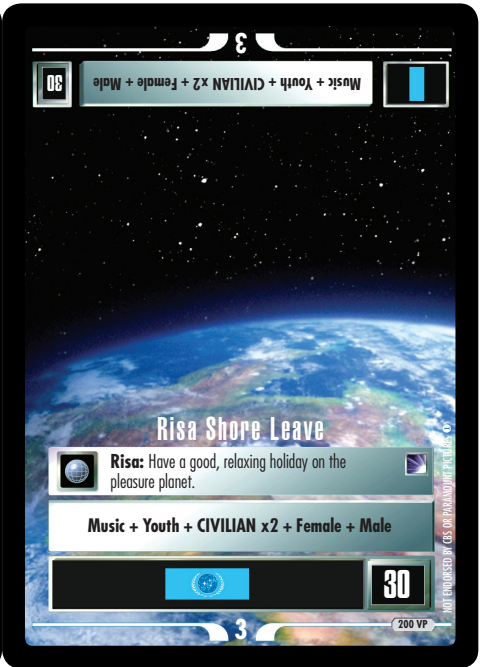 3
30
Music + Youth + CIVILIAN x2 + Female + Male
Risa Shore Leave
Risa: Have a good, relaxing holiday on the
pleasure planet.
Music + Youth + CIVILIAN x2 + Female + Male
30
NOT ENDORSED BY CBS OR PARAMOUNT PICTURES
200 VP
3